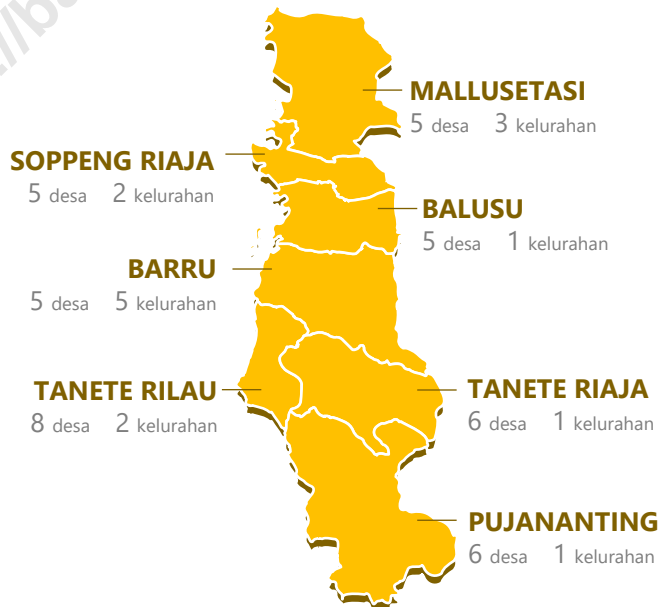 //ba
MALLUSETASI
5 desa 3 kelurahan
SOPPENG RIAJA
5 desa 2 kelurahan
BALUSU
5 desa 1 kelurahan
BARRU
5 desa 5 kelurahan
TANETE RILAU
8 desa 2 kelurahan
TANETE RIAJA
6 desa 1 kelurahan
PUJANANTING
6 desa 1 kelurahan